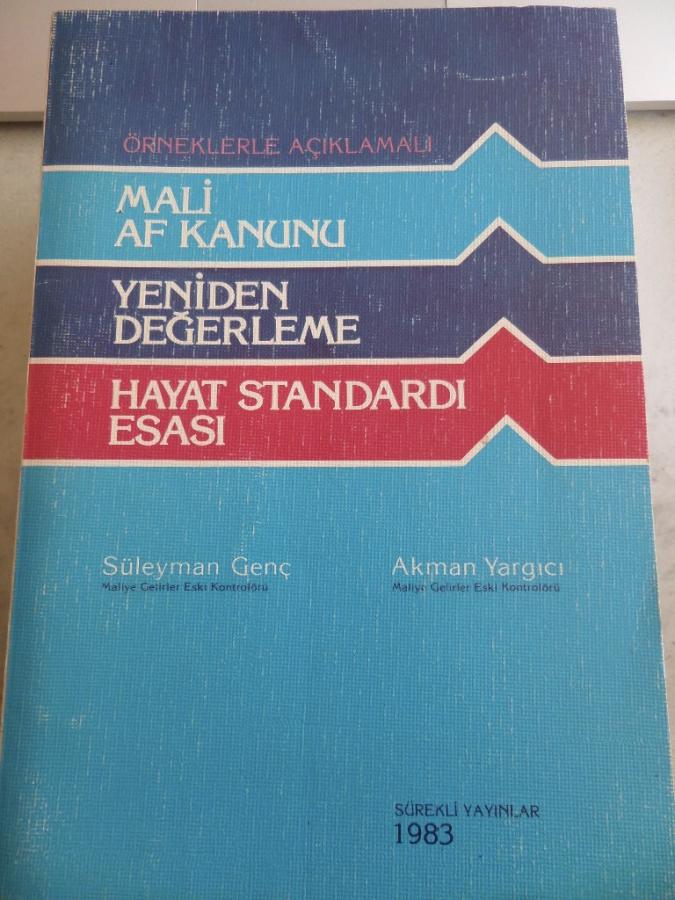 ÖRNEKLERLE AÇIKLAMALI
MALİ
AF KANUNU
YENİDEN
DEĞERLEME
HAYAT STANDARDI
ESASI
Süleyman Genç
Maliye Gelirler Eski Kontrolörü
Akman Yargıcı
Maliye Gelirler Eski Kontrolörü
SÜREKLİ YAYINLAR
1983